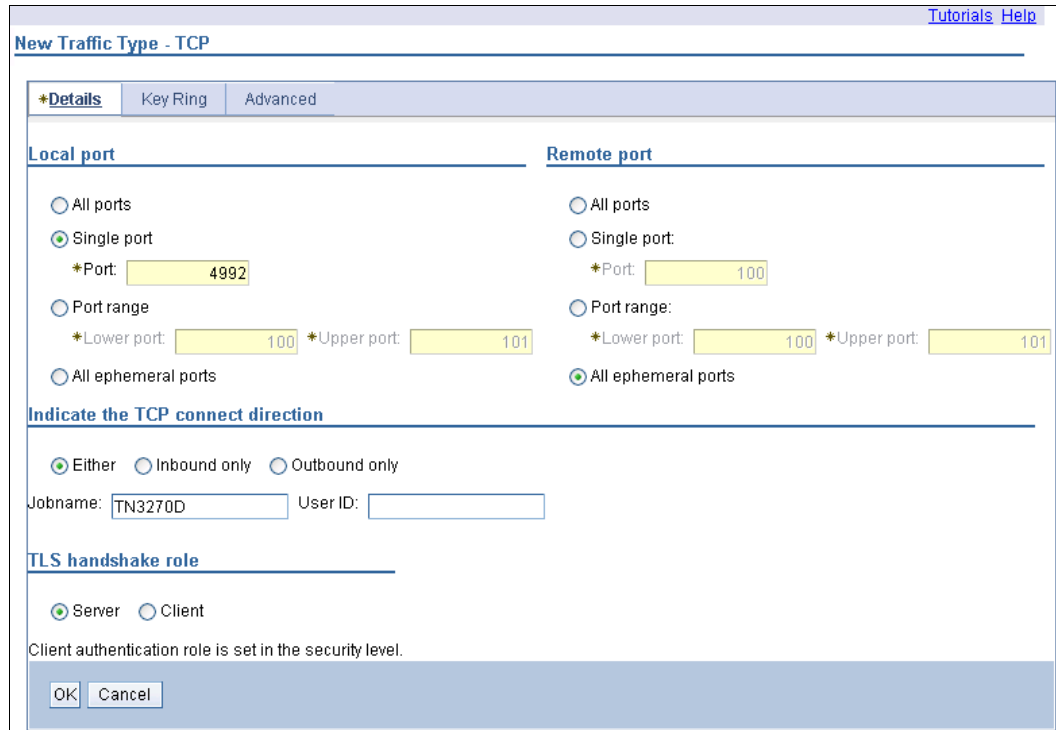 Tutorials Help
New Traffic Type - TCP
*Details Key Ring Advanced
Local port
All ports
Single port
*Port: 4992
Port range
*Lower port: 100 *Upper port: 101
All ephemeral ports
Remote port
All ports
Single port:
*Port: 100
Port range:
*Lower port: 100 *Upper port: 101
All ephemeral ports
Indicate the TCP connect direction
Either Inbound only Outbound only
Jobname: TN3270D User ID:
TLS handshake role
Server Client
Client authentication role is set in the security level.
OK Cancel